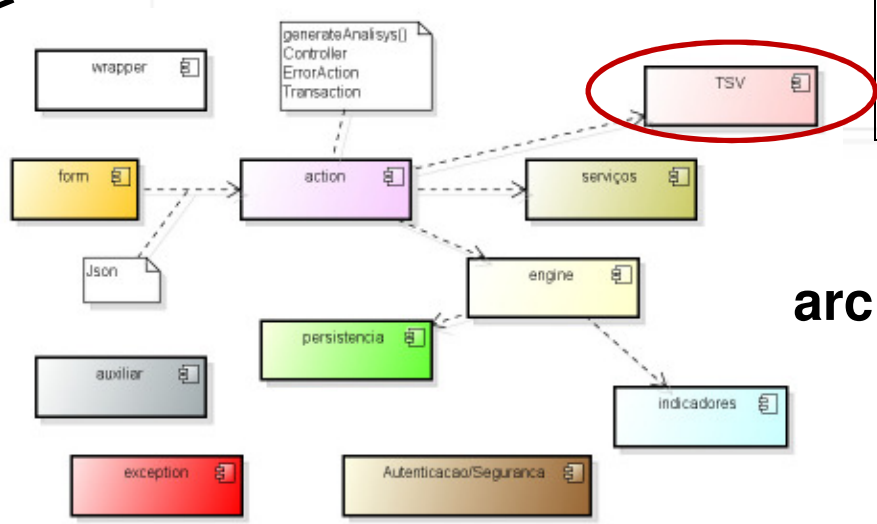 generateAnalisys()
Controller
ErrorAction
Transaction
wrapper
TSV
form
action
serviços
Json
engine
arc
persistencia
auxiliar
indicadores
exception
Autenticacao/Seguranca